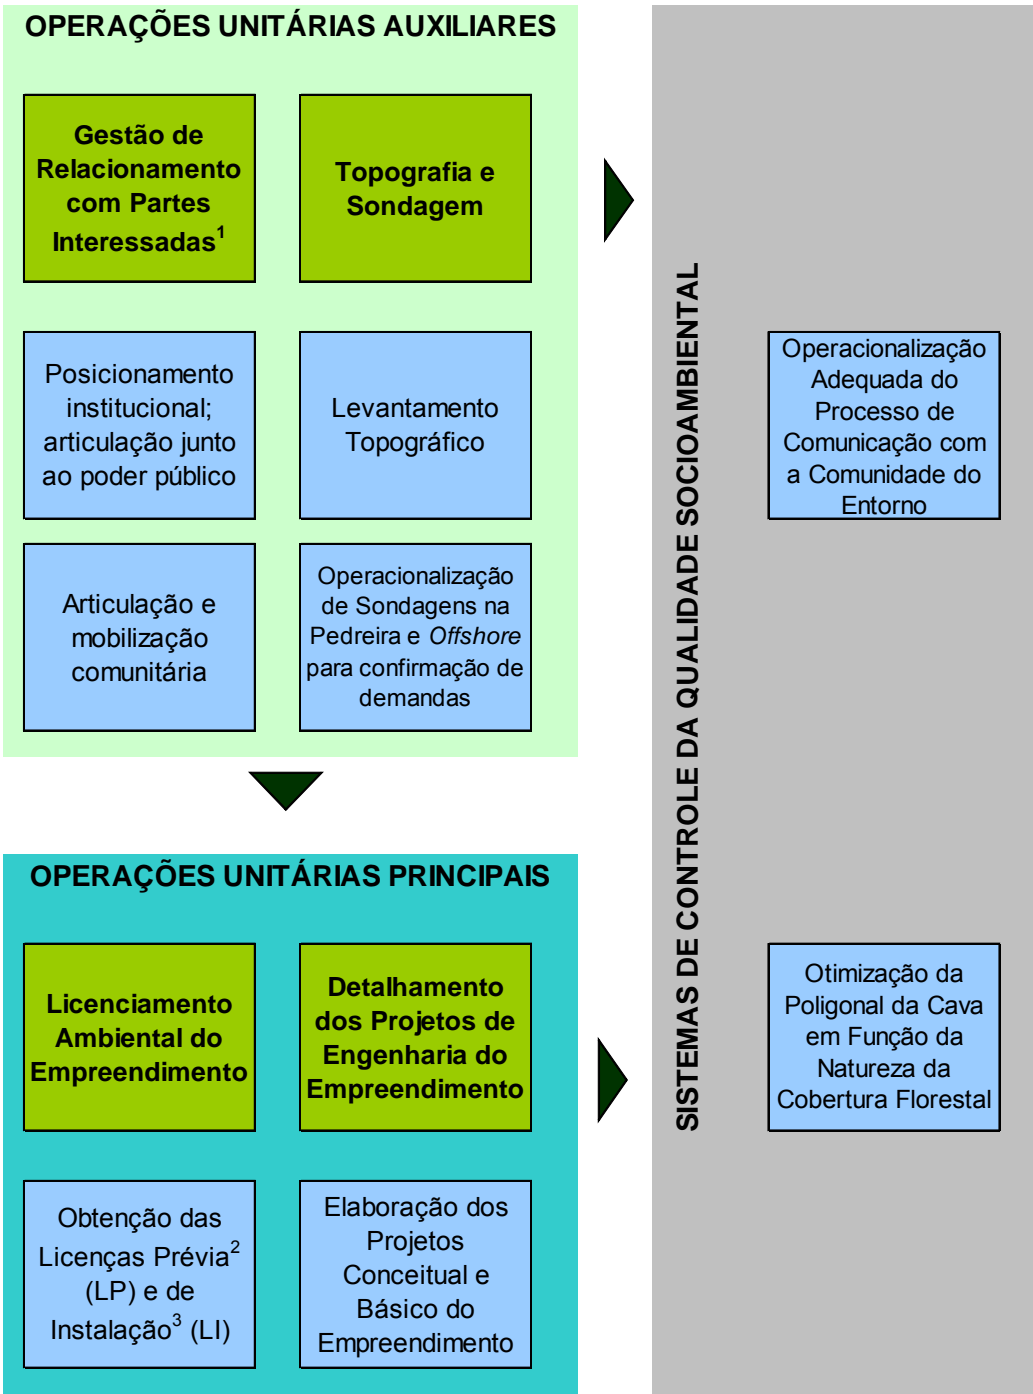 OPERAÇÕES UNITÁRIAS AUXILIARES
Gestão de
Relacionamento
com Partes
Interessadas¹
Topografia e
Sondagem
Posicionamento
institucional;
articulação junto
ao poder público
Levantamento
Topográfico
Articulação e
mobilização
comunitária
Operacionalização
de Sondagens na
Pedreira e Offshore
para confirmação de
demandas
OPERAÇÕES UNITÁRIAS PRINCIPAIS
Licenciamento
Ambiental do
Empreendimento
Detalhamento
dos Projetos de
Engenharia do
Empreendimento
Obtenção das
Licenças Prévia²
(LP) e de
Instalação³ (LI)
Elaboração dos
Projetos
Conceitual e
Básico do
Empreendimento
SISTEMAS DE CONTROLE DA QUALIDADE SOCIOAMBIENTAL
Operacionalização
Adequada do
Processo de
Comunicação com
a Comunidade do
Entorno
Otimização da
Poligonal da Cava
em Função da
Natureza da
Cobertura Florestal